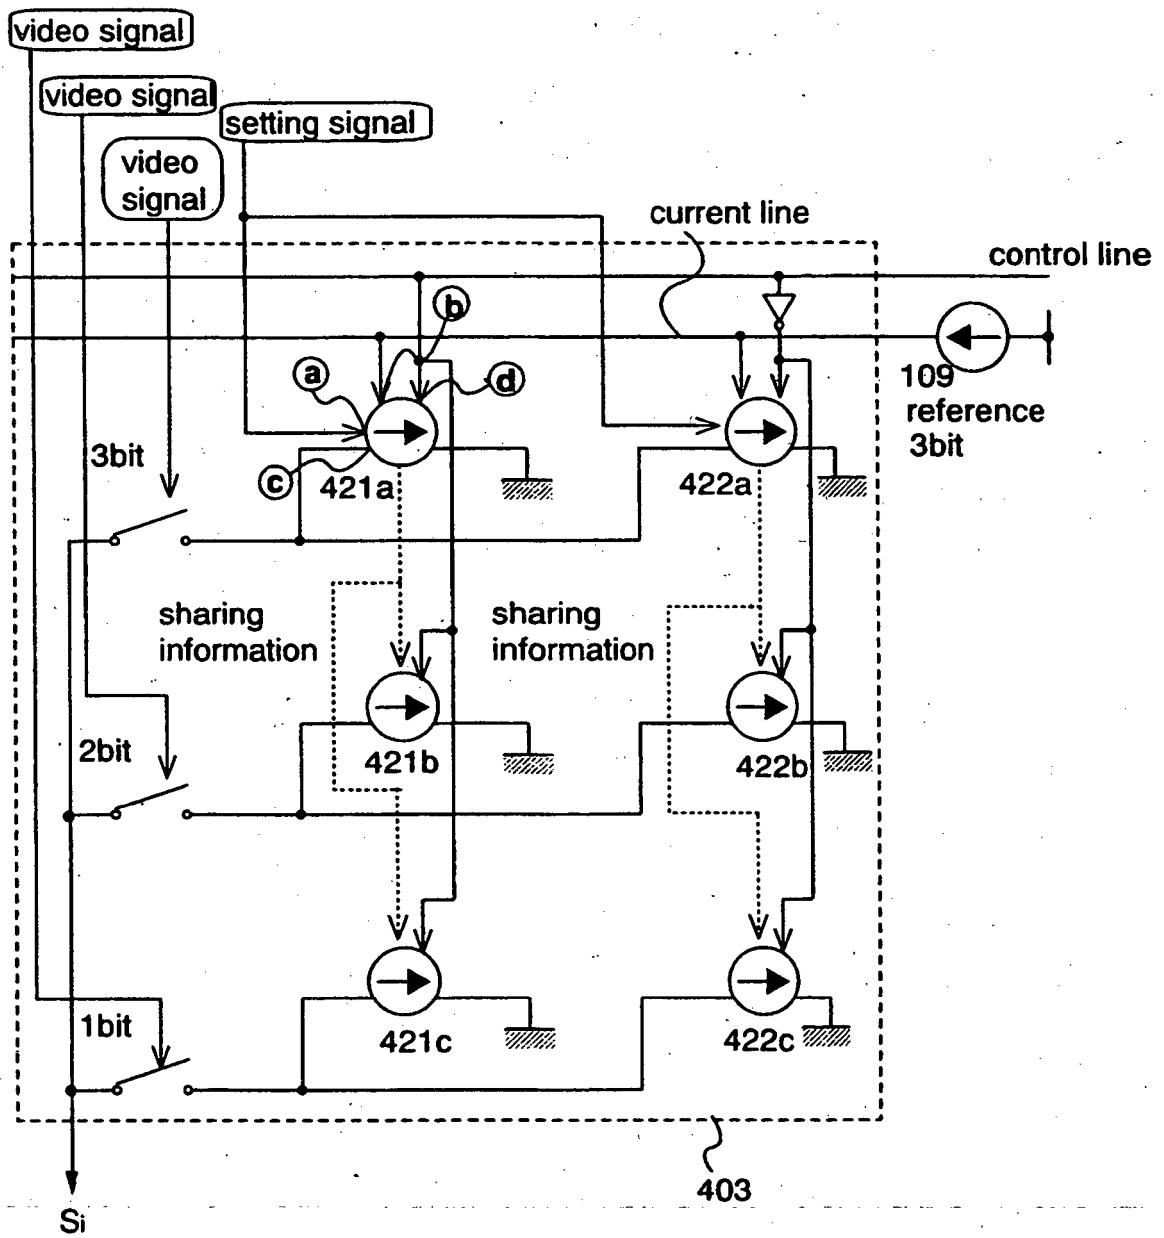 video signal
video signal
setting signal
video
signal
current line
control line
b
a
d
109
reference
3bit
3bit
c
421a
422a
sharing
information
sharing
information
2bit
421b
422b
1bit
421c
422c
403
Si